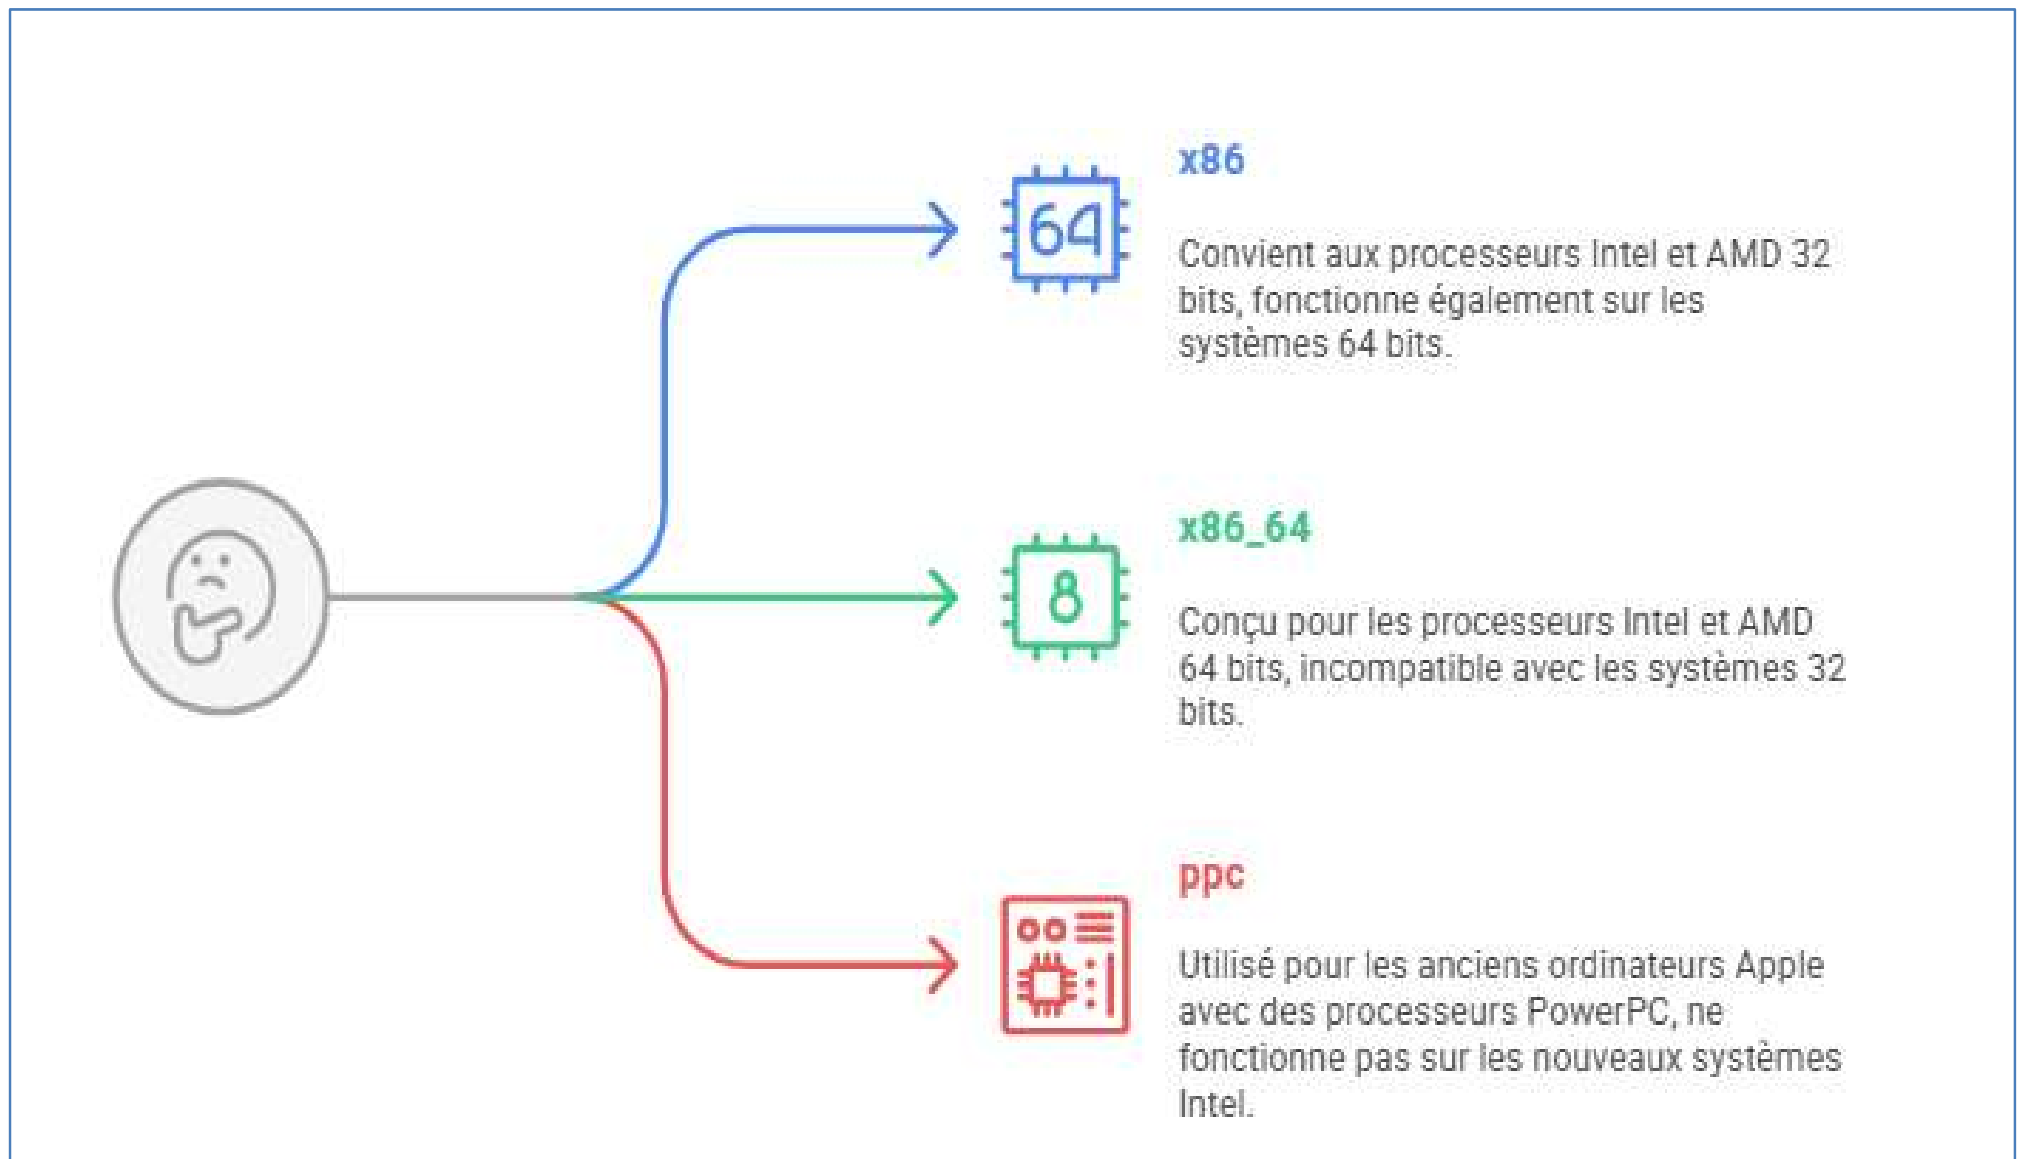 x86
64
Convient aux processeurs Intel et AMD 32
bits, fonctionne également sur les
systèmes 64 bits.
x86_64
8
Conçu pour les processeurs Intel et AMD
64 bits, incompatible avec les systèmes 32
bits.
ppc
Utilisé pour les anciens ordinateurs Apple
avec des processeurs PowerPC, ne
fonctionne pas sur les nouveaux systèmes
Intel.